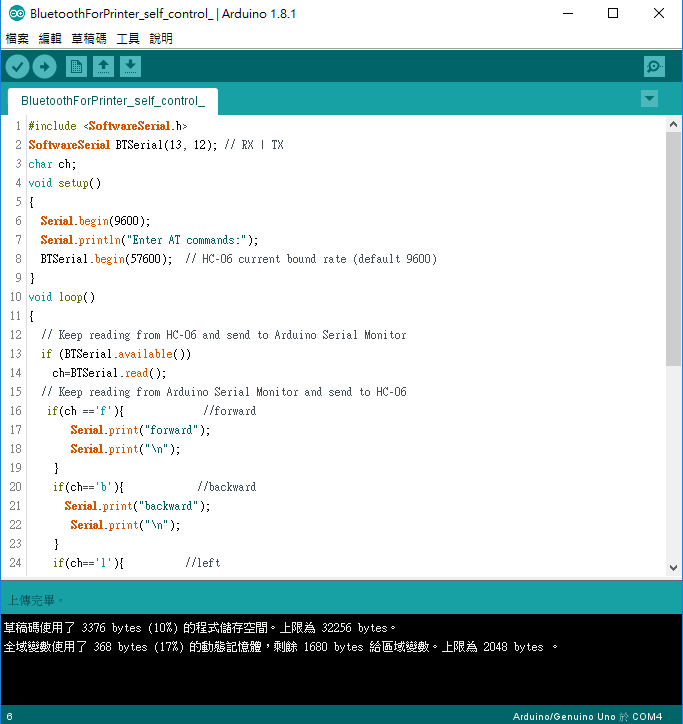 BluetoothForPrinter_self_control_ | Arduino 1.8.1
檔案 編輯 草稿碼 工具 說明
BluetoothForPrinter_self_control_
1 #include <SoftwareSerial.h>
2 SoftwareSerial BTSerial(13, 12); // RX | TX
3 char ch;
4 void setup()
5 {
6 Serial.begin(9600);
7 Serial.println("Enter AT commands:");
8 BTSerial.begin(57600); // HC-06 current bound rate (default 9600)
9 }
10 void loop()
11 {
12 // Keep reading from HC-06 and send to Arduino Serial Monitor
13 if (BTSerial.available())
14 ch=BTSerial.read();
15 // Keep reading from Arduino Serial Monitor and send to HC-06
16 if(ch =='f'){ //forward
17 Serial.print("forward");
18 Serial.print("\n");
19 }
20 if(ch=='b'){ //backward
21 Serial.print("backward");
22 Serial.print("\n");
23 }
24 if(ch=='l'){ //left
上傳完畢。
草稿碼使用了 3376 bytes (10%) 的程式儲存空間。上限為 32256 bytes。
全域變數使用了 368 bytes (17%) 的動態記憶體，剩餘 1680 bytes 給區域變數。上限為 2048 bytes 。
6 Arduino/Genuino Uno 於 COM4